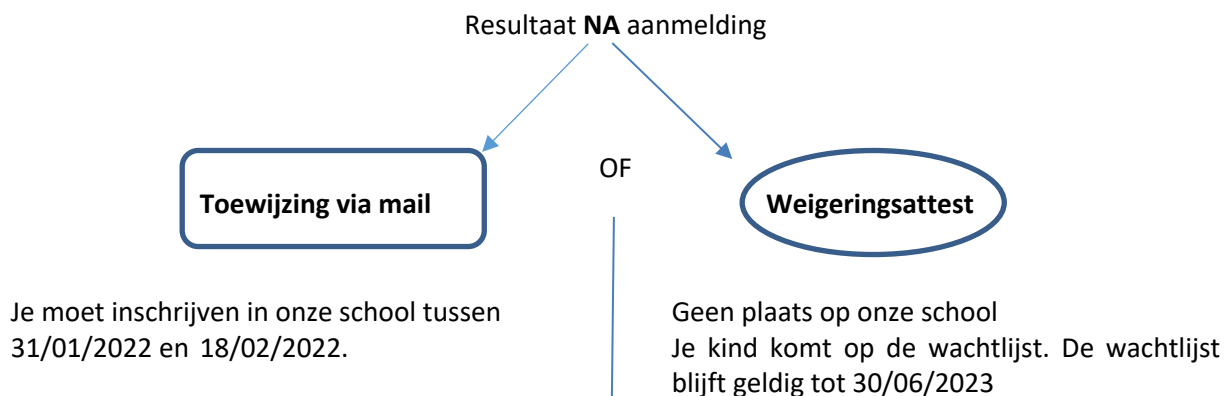 Resultaat NA aanmelding
OF
Toewijzing via mail
Weigeringsattest
Je moet inschrijven in onze school tussen
31/01/2022 en 18/02/2022.
Geen plaats op onze school
Je kind komt op de wachtlijst. De wachtlijst
blijft geldig tot 30/06/2023